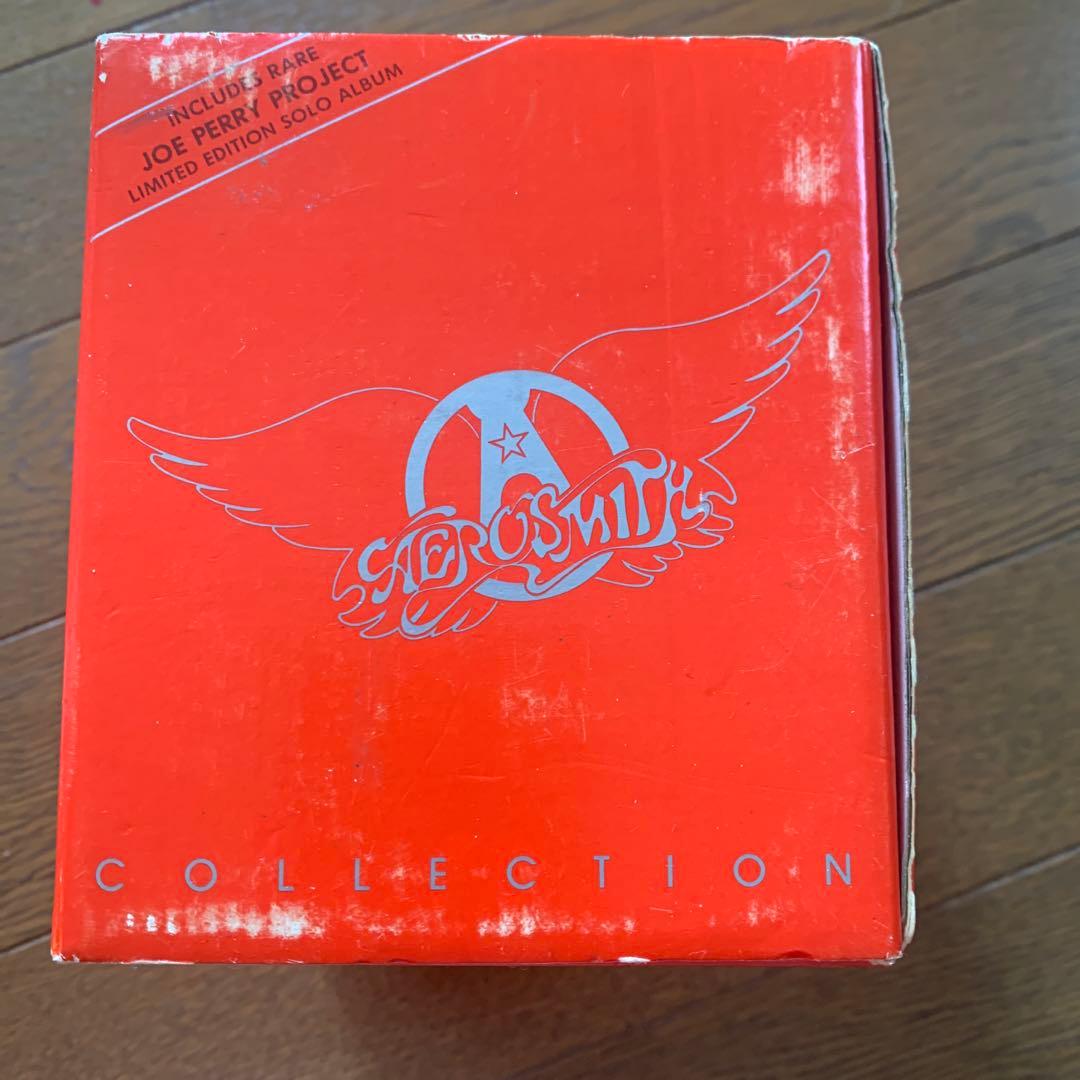 INCLUDES RARE
JOE PERRY PROJECT
LIMITED EDITION SOLO ALBUM
A
AEROSMITH
COLLECTION